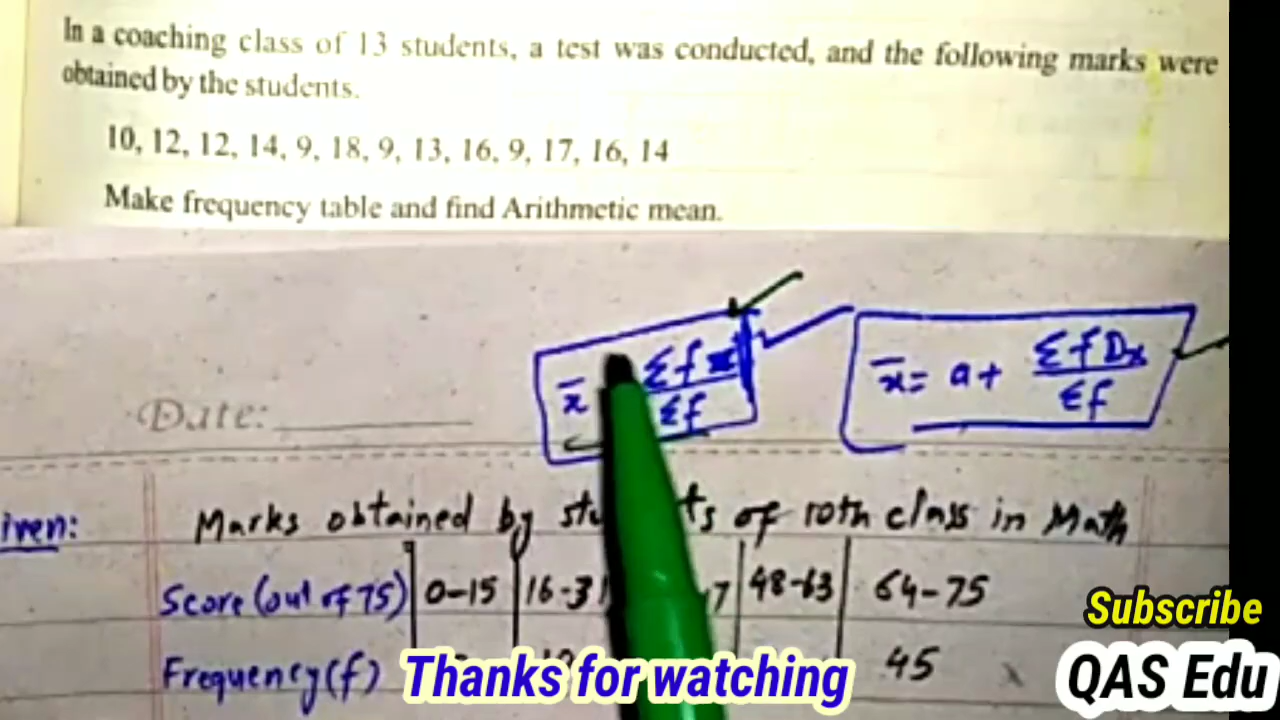 In a coaching class of 13 students, a test was conducted, and the following marks were
obtained by the students.
10, 12, 12, 14, 9, 18, 9, 13, 16, 9, 17, 16, 14
Make frequency table and find Arithmetic mean.
x̄ Σf Σf
x̄ = a + ΣfDx / Σf
Date:
iven: Marks obtained by of 10th class in Math
Score (out of 75) 0-15 48-63 64-75
Frequency (f) 45
Thanks for watching
Subscribe
QAS Edu